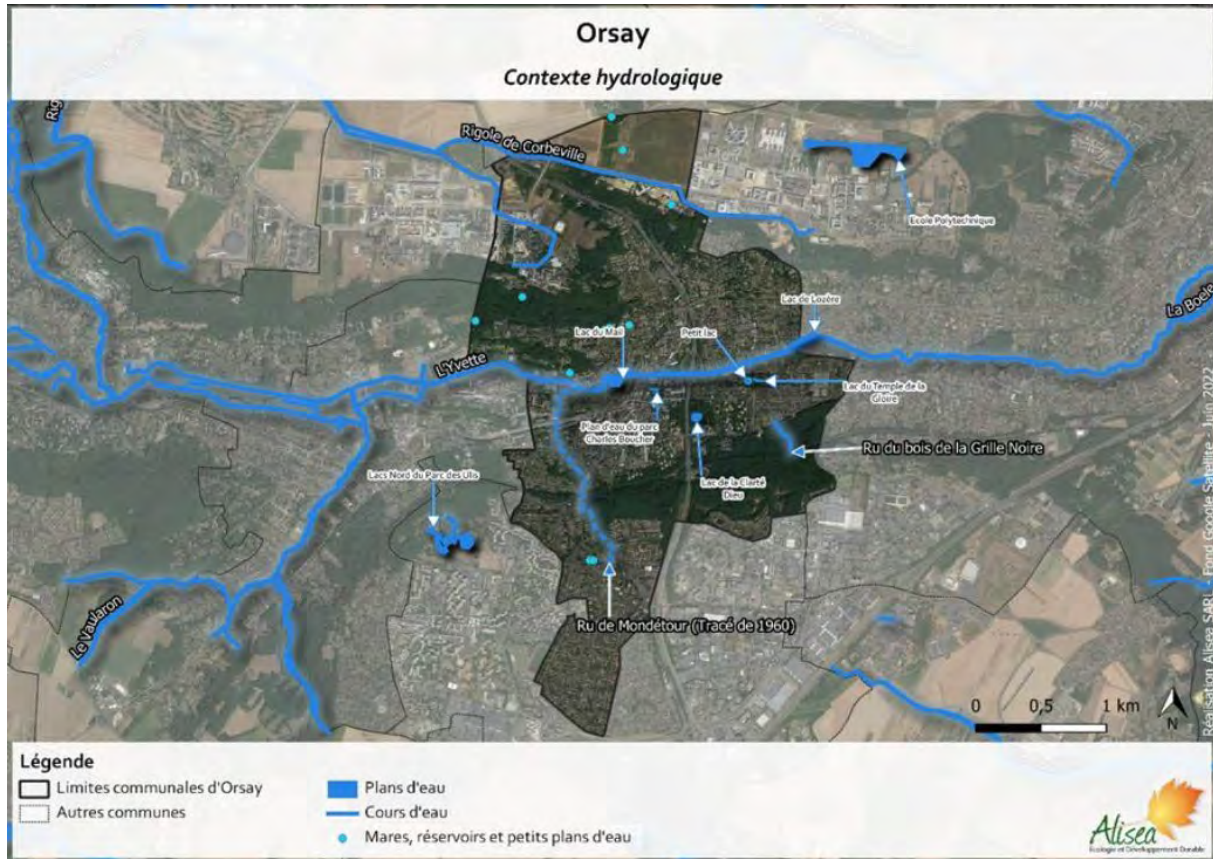 Orsay
Contexte hydrologique
Rigole de Corbeville
Ecole Polytechnique
Lac de Lozère
Lac du Mail
Petit lac
La Boele
L'Yvette
Lac du Temple de la
Gloire
Plan d'eau du parc
Charles Boucher
Ru du bois de la Grille Noire
Lacs Nord du Parc des Ulis
Lac de la Clarté
Dieu
Le Vaularon
Ru de Mondétour (Tracé de 1960)
0 0,5 1 km
N
Réalisation Alisea SARL - Fond Google Satellite - Juin 2022
Légende
Limites communales d'Orsay
Autres communes
Plans d'eau
Cours d'eau
Mares, réservoirs et petits plans d'eau
Alisea
Ecologie et Développement Durable